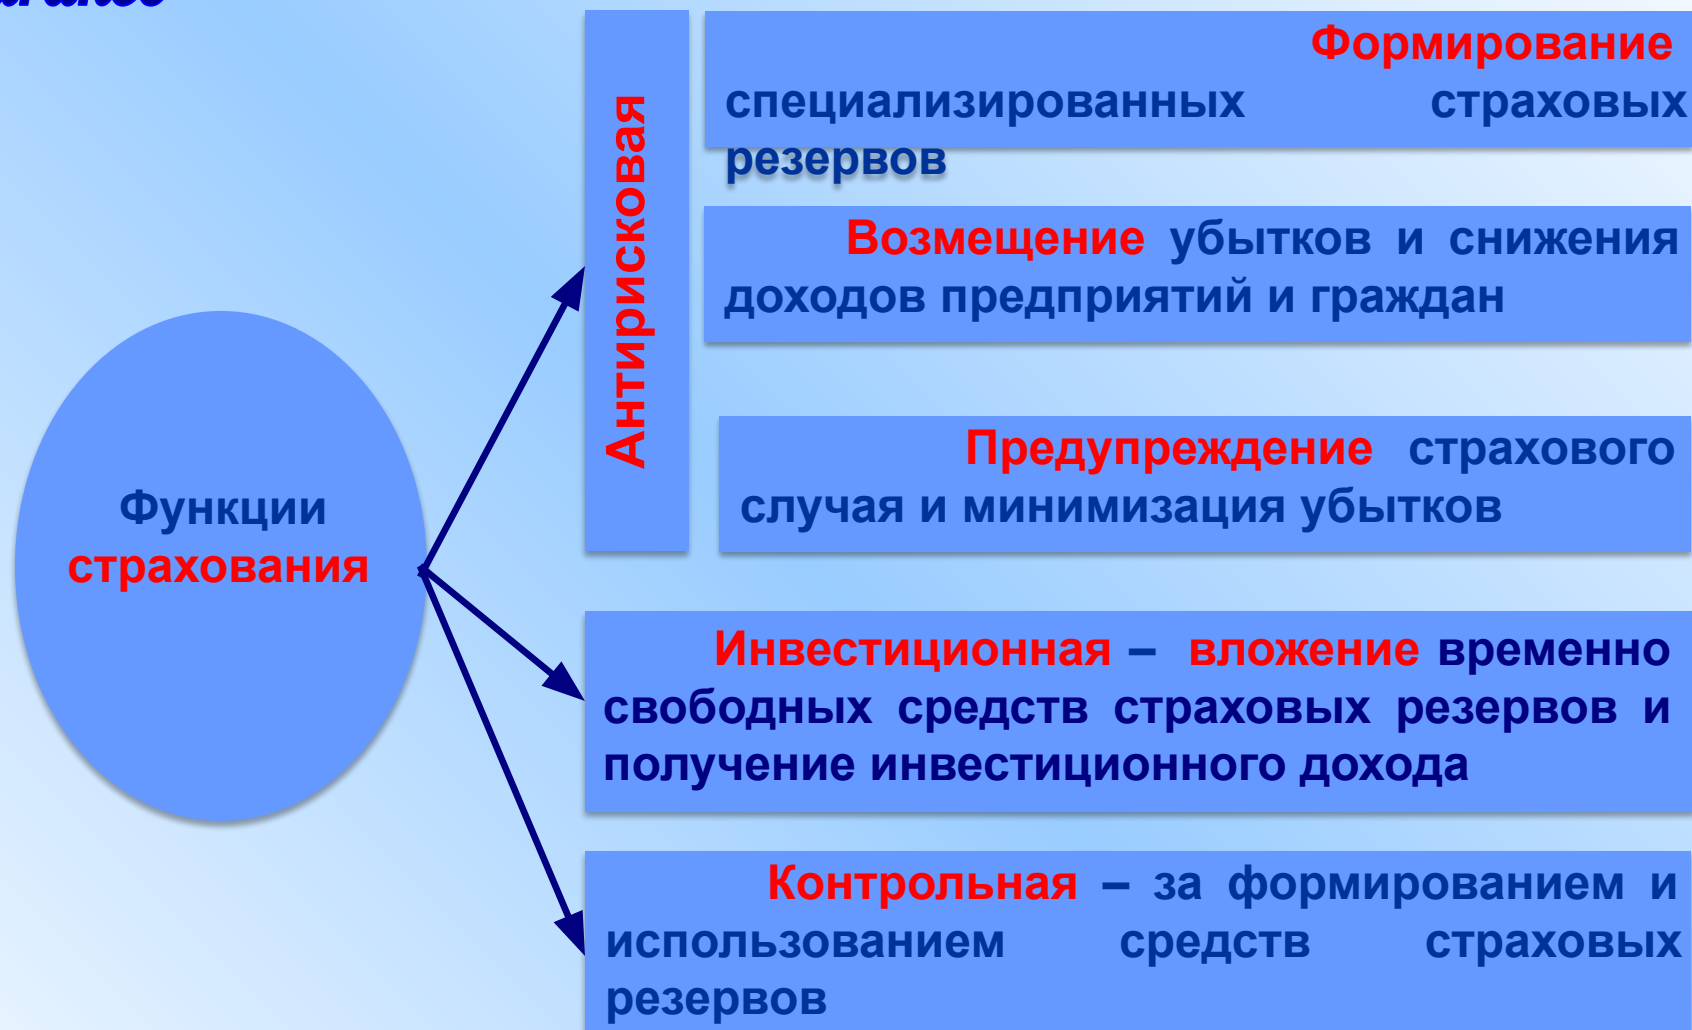 Функции
страхования
Антирисковая
Формирование
специализированных страховых
резервов
Возмещение убытков и снижения
доходов предприятий и граждан
Предупреждение страхового
случая и минимизация убытков
Инвестиционная – вложение временно
свободных средств страховых резервов и
получение инвестиционного дохода
Контрольная – за формированием и
использованием средств страховых
резервов